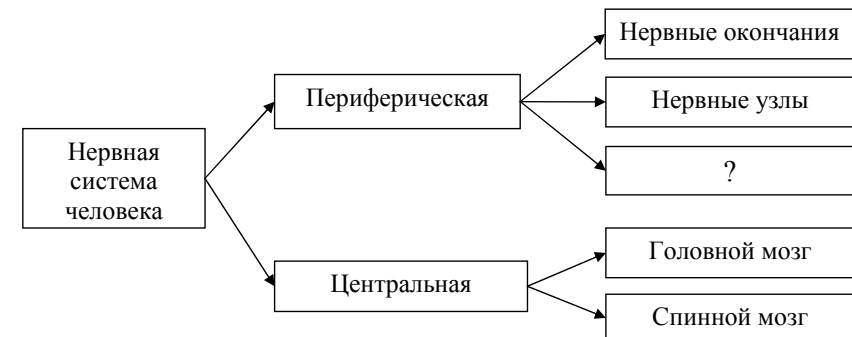 Нервная
система
человека
Периферическая
Нервные окончания
Нервные узлы
?
Центральная
Головной мозг
Спинной мозг